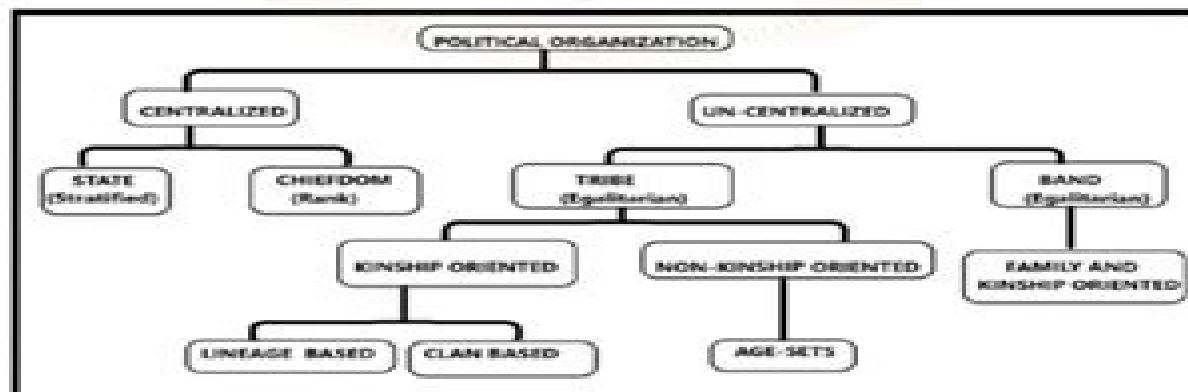 POLITICAL ORGANIZATION
CENTRALIZED
UN-CENTRALIZED
STATE
(Stratified)
CHIEFDOM
(Rank)
TRIBE
(Egalitarian)
BAND
(Egalitarian)
KINSHIP ORIENTED
NON-KINSHIP ORIENTED
FAMILY AND
KINSHIP ORIENTED
LINEAGE BASED
CLAN BASED
AGE-SETS